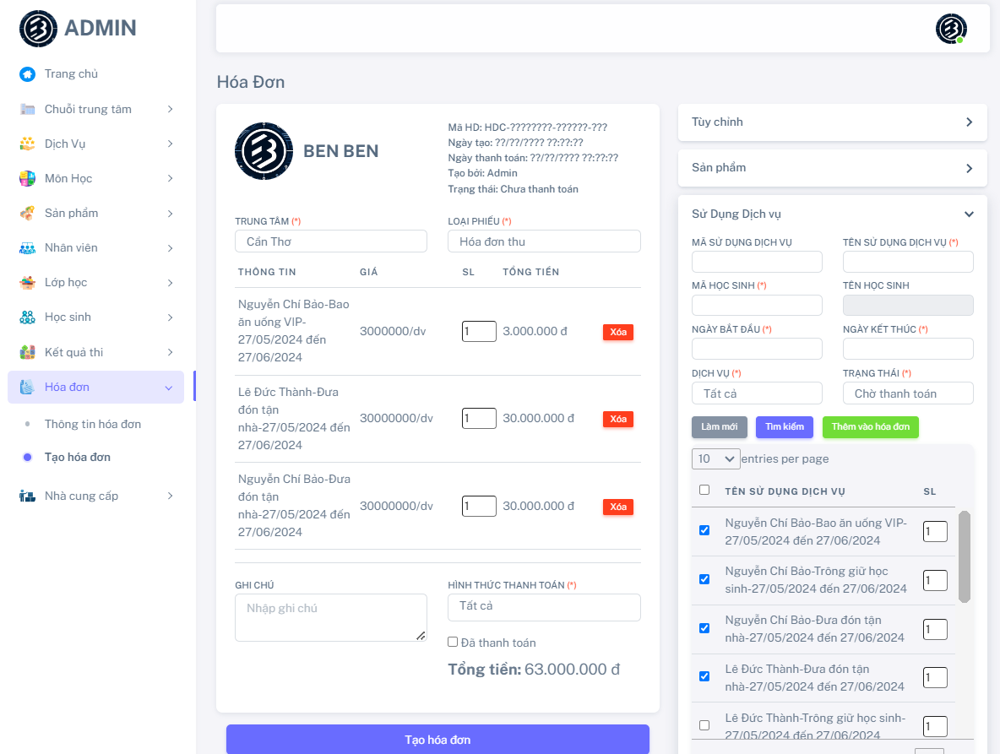 ADMIN
Trang chủ
Chuỗi trung tâm
Dịch Vụ
Môn Học
Sản phẩm
Nhân viên
Lớp học
Học sinh
Kết quả thi
Hóa đơn
Thông tin hóa đơn
Tạo hóa đơn
Nhà cung cấp
Hóa Đơn
BEN BEN
Mã HD: HDC-????????-??????-???
Ngày tạo: ??/??/???? ??:??:??
Ngày thanh toán: ??/??/???? ??:??:??
Tạo bởi: Admin
Trạng thái: Chưa thanh toán
TRUNG TÂM (*)
Cần Thơ
LOẠI PHIẾU (*)
Hóa đơn thu
THÔNG TIN GIÁ SL TỔNG TIỀN
Nguyễn Chí Bảo-Bao
ăn uống VIP-
27/05/2024 đến
27/06/2024
3000000/dv 1 3.000.000 đ Xóa
Lê Đức Thành-Đưa
đón tận
nhà-27/05/2024 đến
27/06/2024
30000000/dv 1 30.000.000 đ Xóa
Nguyễn Chí Bảo-Đưa
đón tận
nhà-27/05/2024 đến
27/06/2024
30000000/dv 1 30.000.000 đ Xóa
GHI CHÚ
Nhập ghi chú
HÌNH THỨC THANH TOÁN (*)
Tất cả
Đã thanh toán
Tổng tiền: 63.000.000 đ
Tạo hóa đơn
Tùy chỉnh
Sản phẩm
Sử Dụng Dịch vụ
MÃ SỬ DỤNG DỊCH VỤ TÊN SỬ DỤNG DỊCH VỤ (*)
MÃ HỌC SINH (*) TÊN HỌC SINH
NGÀY BẮT ĐẦU (*) NGÀY KẾT THÚC (*)
DỊCH VỤ (*) TRẠNG THÁI (*)
Tất cả Chờ thanh toán
Làm mới Tìm kiếm Thêm vào hóa đơn
10 entries per page
TÊN SỬ DỤNG DỊCH VỤ SL
Nguyễn Chí Bảo-Bao ăn uống VIP-
27/05/2024 đến 27/06/2024
1
Nguyễn Chí Bảo-Trông giữ học
sinh-27/05/2024 đến 27/06/2024
1
Nguyễn Chí Bảo-Đưa đón tận
nhà-27/05/2024 đến 27/06/2024
1
Lê Đức Thành-Đưa đón tận
nhà-27/05/2024 đến 27/06/2024
1
Lê Đức Thành-Trông giữ học sinh-
27/05/2024 đến 27/06/2024
1